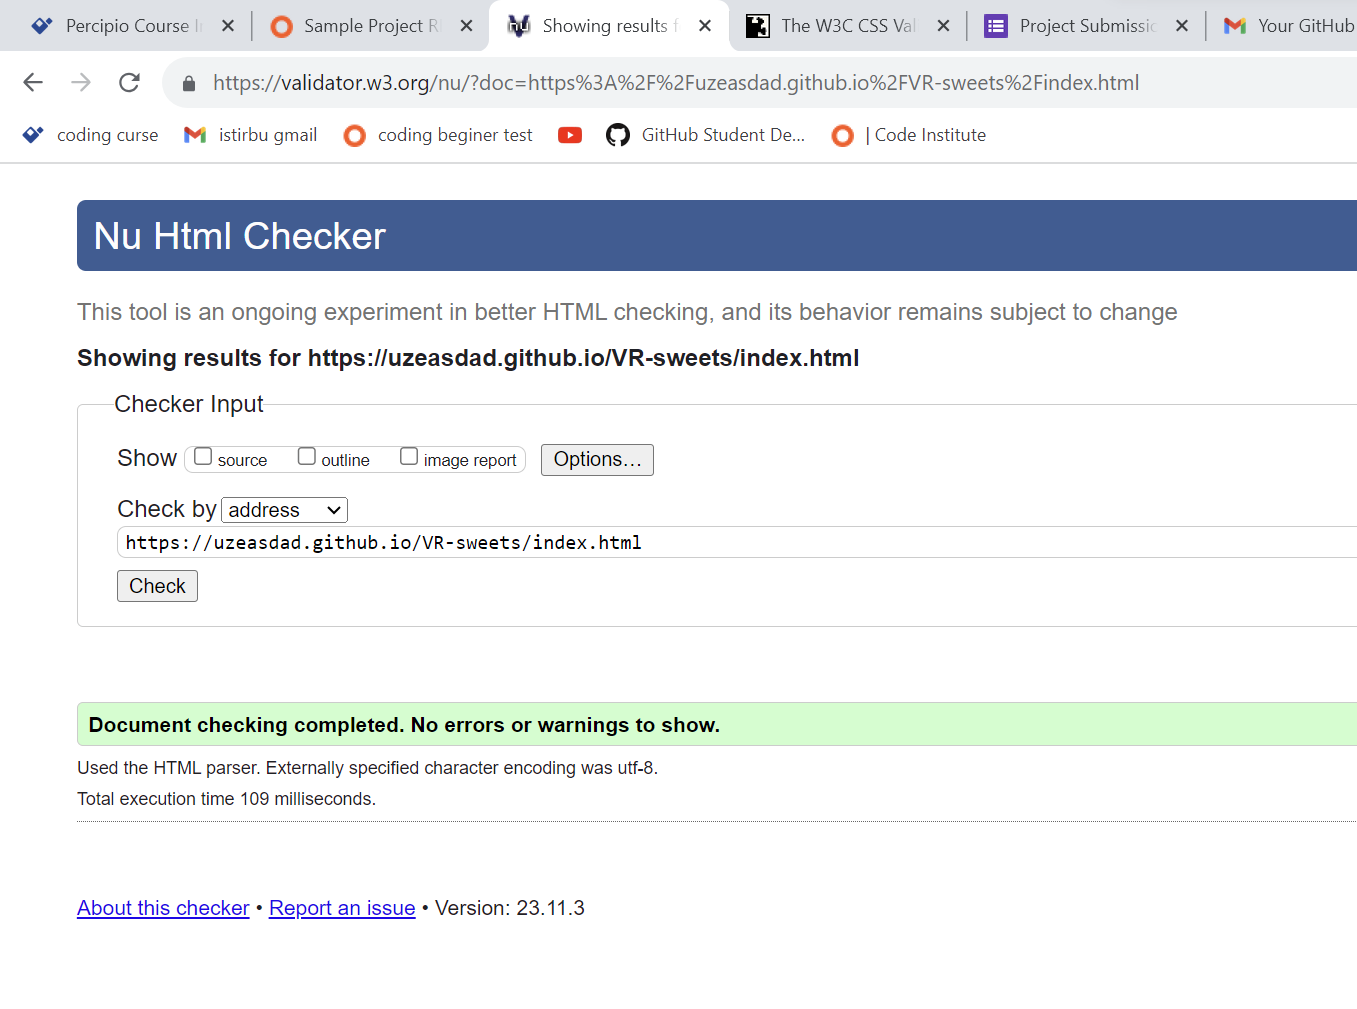 Percipio Course I
Sample Project R
Showing results f
The W3C CSS Val
Project Submissic
Your GitHub
https://validator.w3.org/nu/?doc=https%3A%2F%2Fuzeasdad.github.io%2FVR-sweets%2Findex.html
coding curse
istirbu gmail
coding beginer test
GitHub Student De...
| Code Institute
Nu Html Checker
This tool is an ongoing experiment in better HTML checking, and its behavior remains subject to change
Showing results for https://uzeasdad.github.io/VR-sweets/index.html
Checker Input
Show source outline image report Options...
Check by address
https://uzeasdad.github.io/VR-sweets/index.html
Check
Document checking completed. No errors or warnings to show.
Used the HTML parser. Externally specified character encoding was utf-8.
Total execution time 109 milliseconds.
About this checker • Report an issue • Version: 23.11.3